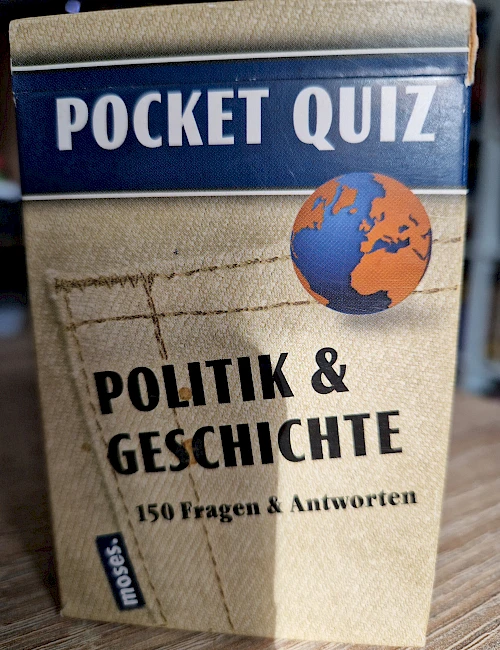 POCKET QUIZ
POLITIK &
GESCHICHTE
150 Fragen & Antworten
moses.